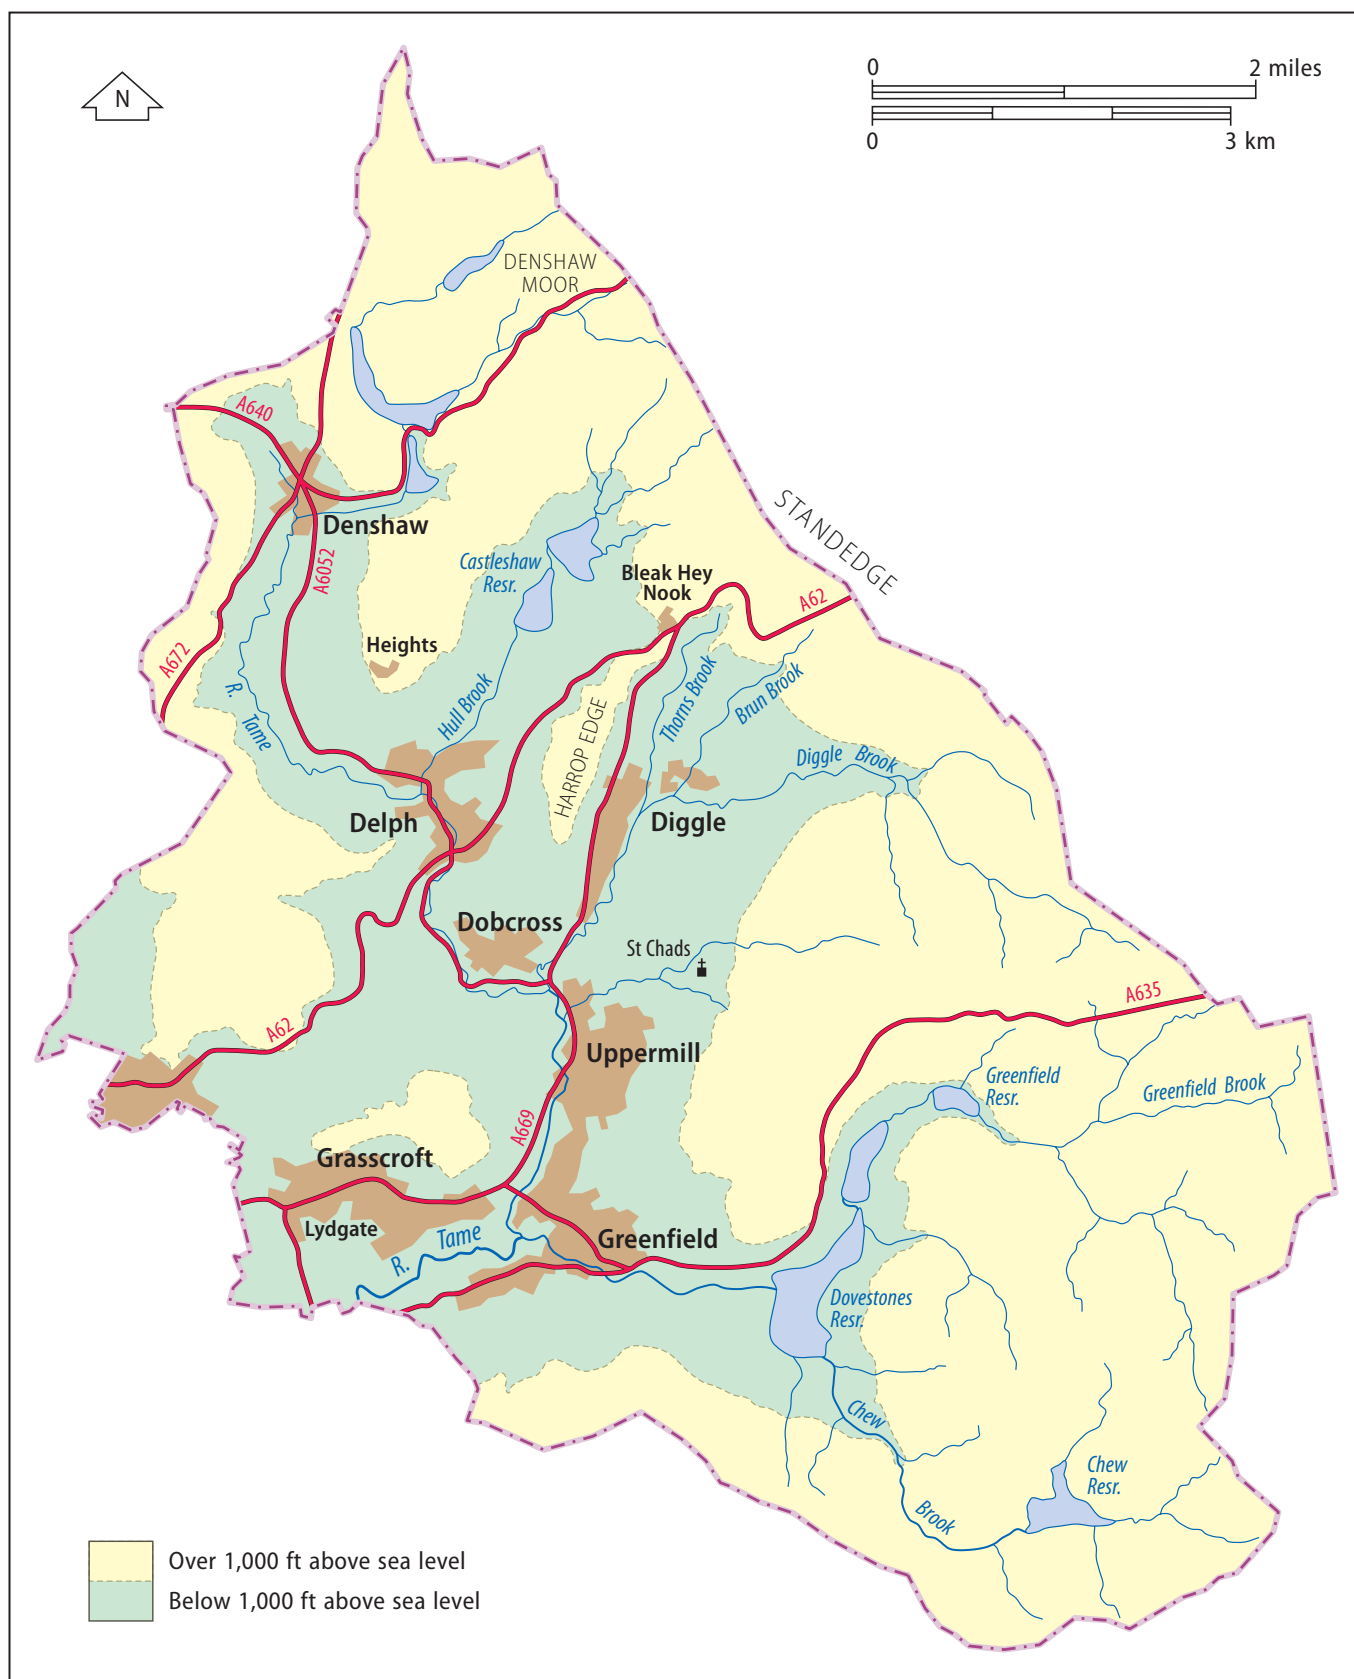 N
0
2 miles
0
3 km
DENSHAW
MOOR
A640
Denshaw
STANDEDGE
A6052
Castleshaw
Resr.
Bleak Hey
Nook
A62
Heights
A672
R.
Tame
Hull Brook
Thorns Brook
Brun Brook
HARROP EDGE
Diggle Brook
Delph
Diggle
Dobcross
St Chads
A635
A62
Uppermill
Greenfield
Resr.
Greenfield Brook
A669
Grasscroft
Lydgate
R. Tame
Greenfield
Dovestones
Resr.
Chew
Brook
Chew
Resr.
Over 1,000 ft above sea level
Below 1,000 ft above sea level